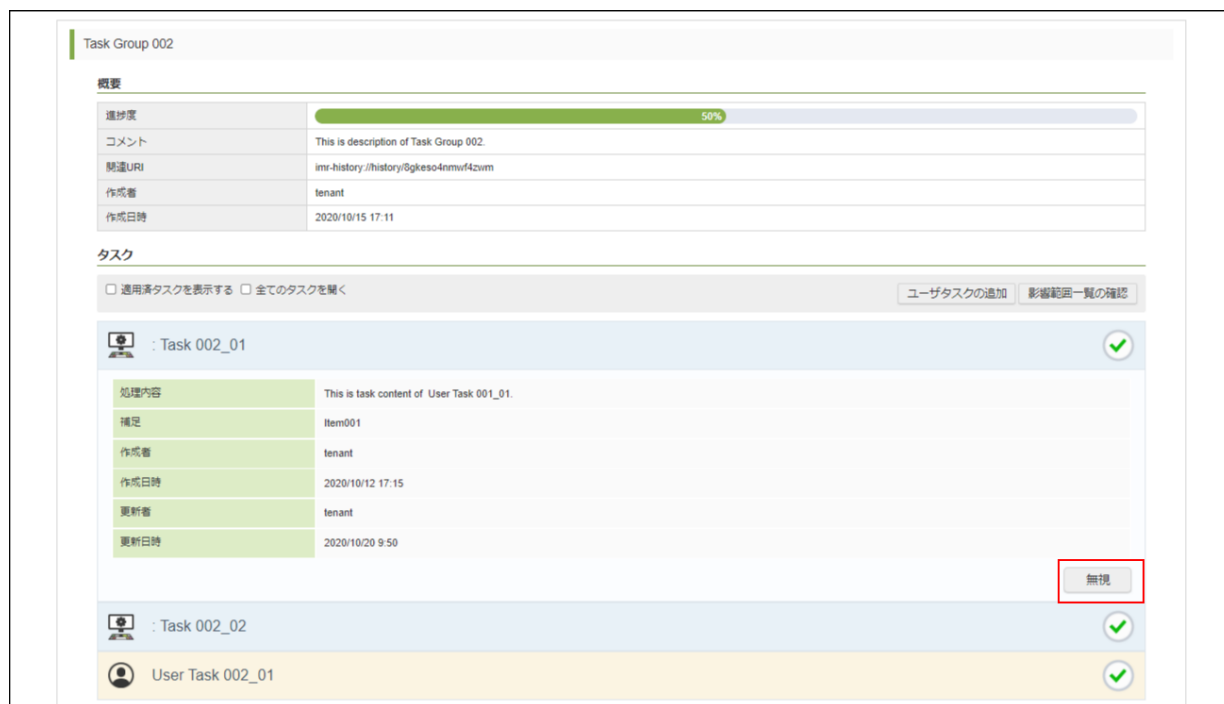 Task Group 002
概要
進捗度 50%
コメント This is description of Task Group 002.
関連URI imr-history://history/8gkeso4nmwf4zwm
作成者 tenant
作成日時 2020/10/15 17:11
タスク
適用済タスクを表示する 全てのタスクを開く ユーザタスクの追加 影響範囲一覧の確認
: Task 002_01
処理内容 This is task content of User Task 001_01.
補足 Item001
作成者 tenant
作成日時 2020/10/12 17:15
更新者 tenant
更新日時 2020/10/20 9:50
無視
: Task 002_02
User Task 002_01